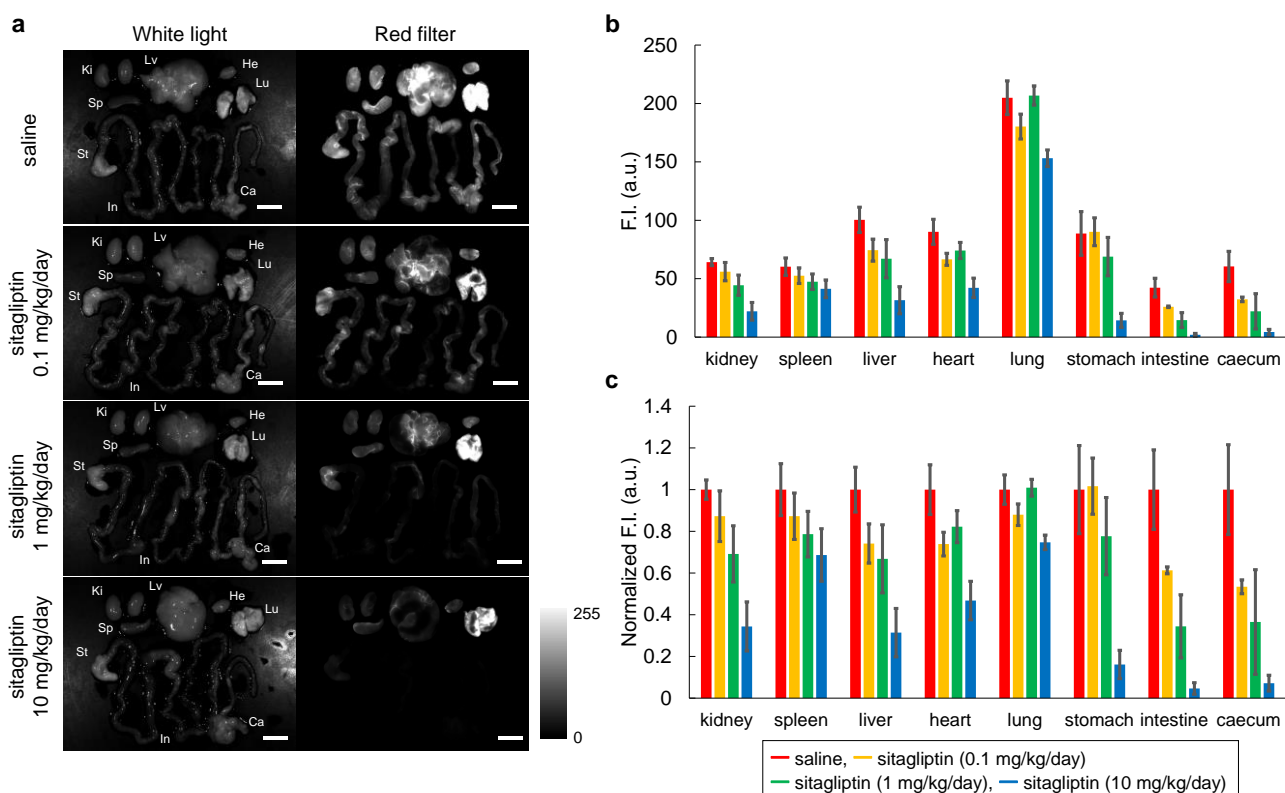 a
White light
Red filter
saline
Ki
Lv
He
Lu
Sp
St
In
Ca
sitagliptin
0.1 mg/kg/day
Ki
Lv
He
Lu
Sp
St
In
Ca
sitagliptin
1 mg/kg/day
Ki
Lv
He
Lu
Sp
St
In
Ca
sitagliptin
10 mg/kg/day
Ki
Lv
He
Lu
Sp
St
In
Ca
255
0
b
F.I. (a.u.)
250
200
150
100
50
0
kidney spleen liver heart lung stomach intestine caecum
c
Normalized F.I. (a.u.)
1.4
1.2
1
0.8
0.6
0.4
0.2
0
kidney spleen liver heart lung stomach intestine caecum
saline, sitagliptin (0.1 mg/kg/day)
sitagliptin (1 mg/kg/day), sitagliptin (10 mg/kg/day)